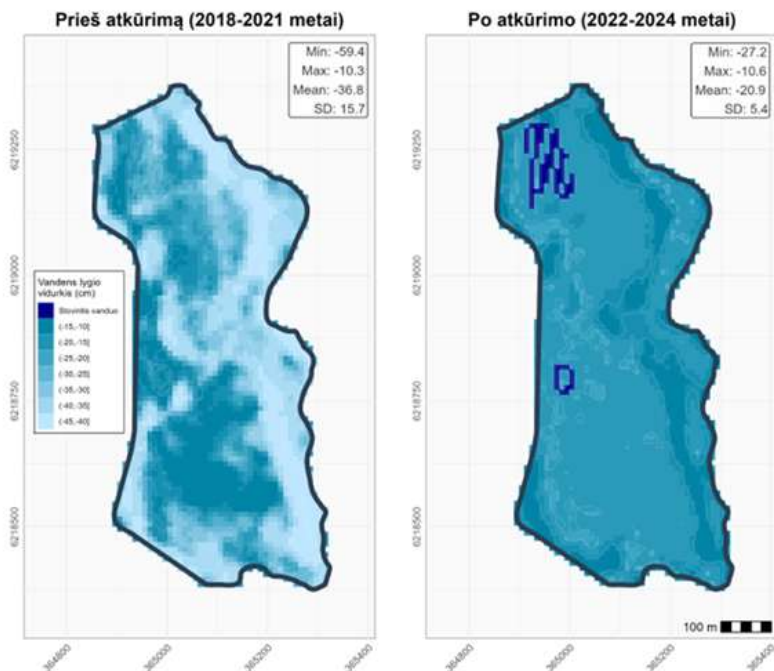 Prieš atkūrimą (2018-2021 metai)
Min: -59.4
Max: -10.3
Mean: -36.8
SD: 15.7
6219250
6219000
6218750
6218500
Vandens lygio
vidurkis (cm)
Stovintis vanduo
(-15,-10]
(-20,-15]
(-25,-20]
(-30,-25]
(-35,-30]
(-40,-35]
(-45,-40]
364800
365000
365200
365400
Po atkūrimo (2022-2024 metai)
Min: -27.2
Max: -10.6
Mean: -20.9
SD: 5.4
6219250
6219000
6218750
6218500
100 m
364800
365000
365200
365400